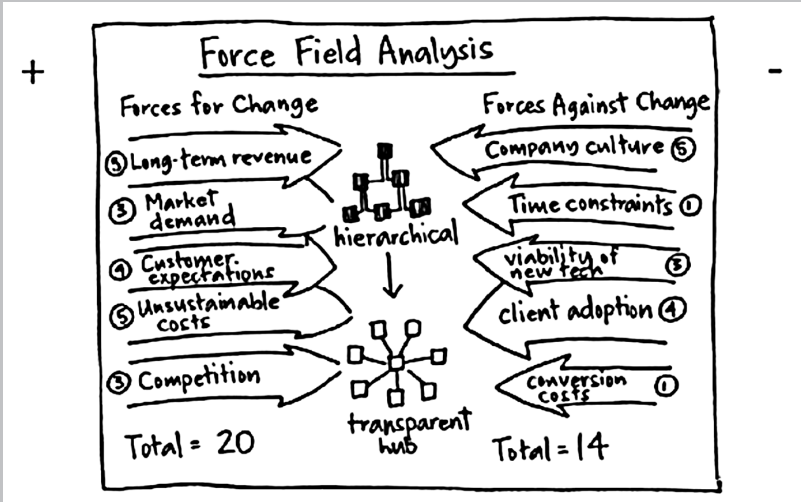 +
-
Force Field Analysis
Forces for Change
5 Long-term revenue
3 Market
demand
4 Customer
expectations
5 Unsustainable
costs
3 Competition
Total = 20
hierarchical
transparent
hub
Forces Against Change
Company culture 5
Time constraints 1
viability of
new tech 3
client adoption 4
conversion
costs 1
Total = 14